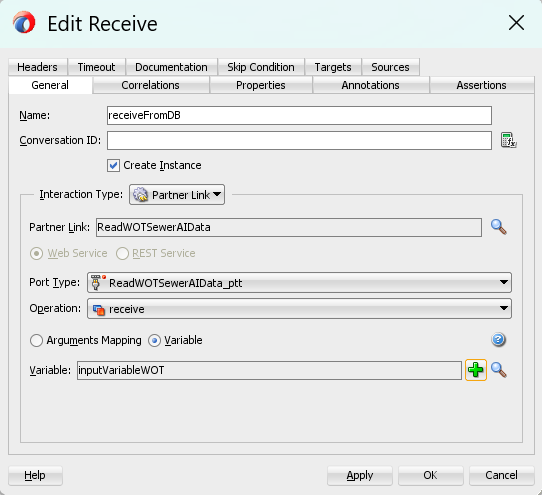 Edit Receive
Headers Timeout Documentation Skip Condition Targets Sources
General Correlations Properties Annotations Assertions
Name: receiveFromDB
Conversation ID:
Create Instance
Interaction Type: Partner Link
Partner Link: ReadWOTSewerAIData
Web Service REST Service
Port Type: ReadWOTSewerAIData_ptt
Operation: receive
Arguments Mapping Variable
Variable: inputVariableWOT
Help Apply OK Cancel